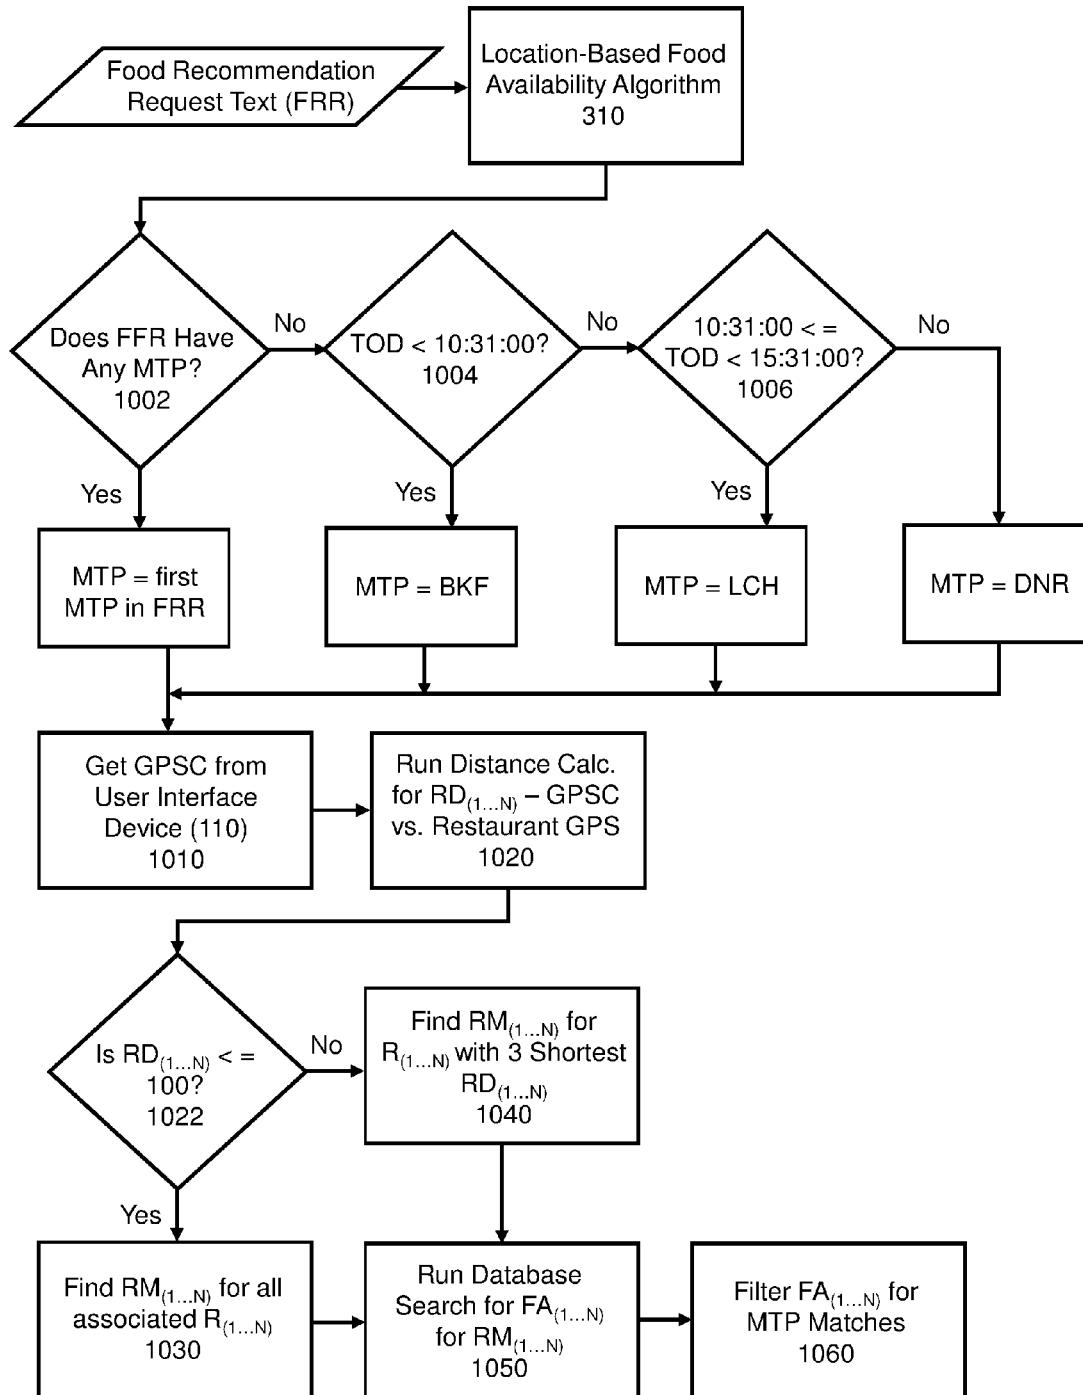 Food Recommendation
Request Text (FRR)
Location-Based Food
Availability Algorithm
310
Does FFR Have
Any MTP?
1002
No
TOD < 10:31:00?
1004
No
10:31:00 < =
TOD < 15:31:00?
1006
No
Yes
Yes
Yes
MTP = first
MTP in FRR
MTP = BKF
MTP = LCH
MTP = DNR
Get GPSC from
User Interface
Device (110)
1010
Run Distance Calc.
for RD(1...N) – GPSC
vs. Restaurant GPS
1020
Is RD(1...N) < =
100?
1022
No
Find RM(1...N) for
R(1...N) with 3 Shortest
RD(1...N)
1040
Yes
Find RM(1...N) for all
associated R(1...N)
1030
Run Database
Search for FA(1...N)
for RM(1...N)
1050
Filter FA(1...N) for
MTP Matches
1060